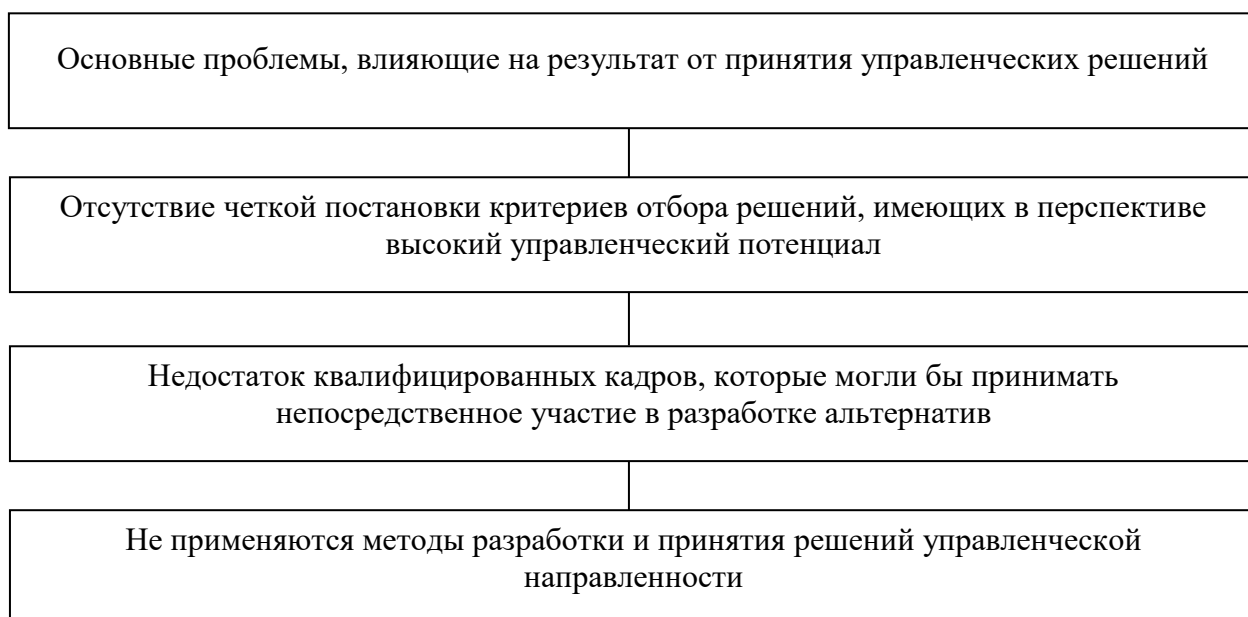 Основные проблемы, влияющие на результат от принятия управленческих решений
Отсутствие четкой постановки критериев отбора решений, имеющих в перспективе
высокий управленческий потенциал
Недостаток квалифицированных кадров, которые могли бы принимать
непосредственное участие в разработке альтернатив
Не применяются методы разработки и принятия решений управленческой
направленности